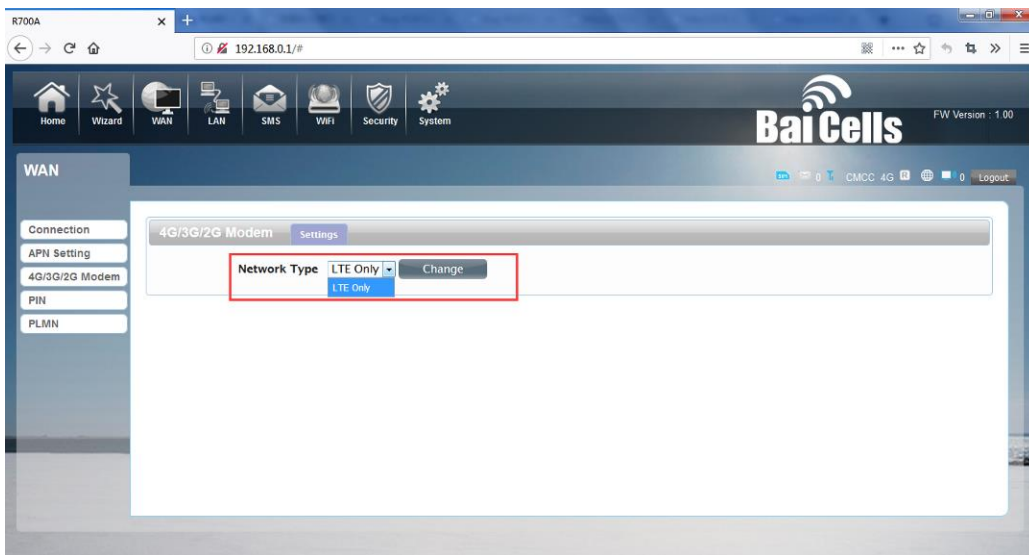 R700A
192.168.0.1/#
Home Wizard WAN LAN SMS WiFi Security System
BaiCells
FW Version : 1.00
WAN
SIM 0 CMCC 4G R 0 Logout
Connection
APN Setting
4G/3G/2G Modem
PIN
PLMN
4G/3G/2G Modem Settings
Network Type LTE Only Change
LTE Only